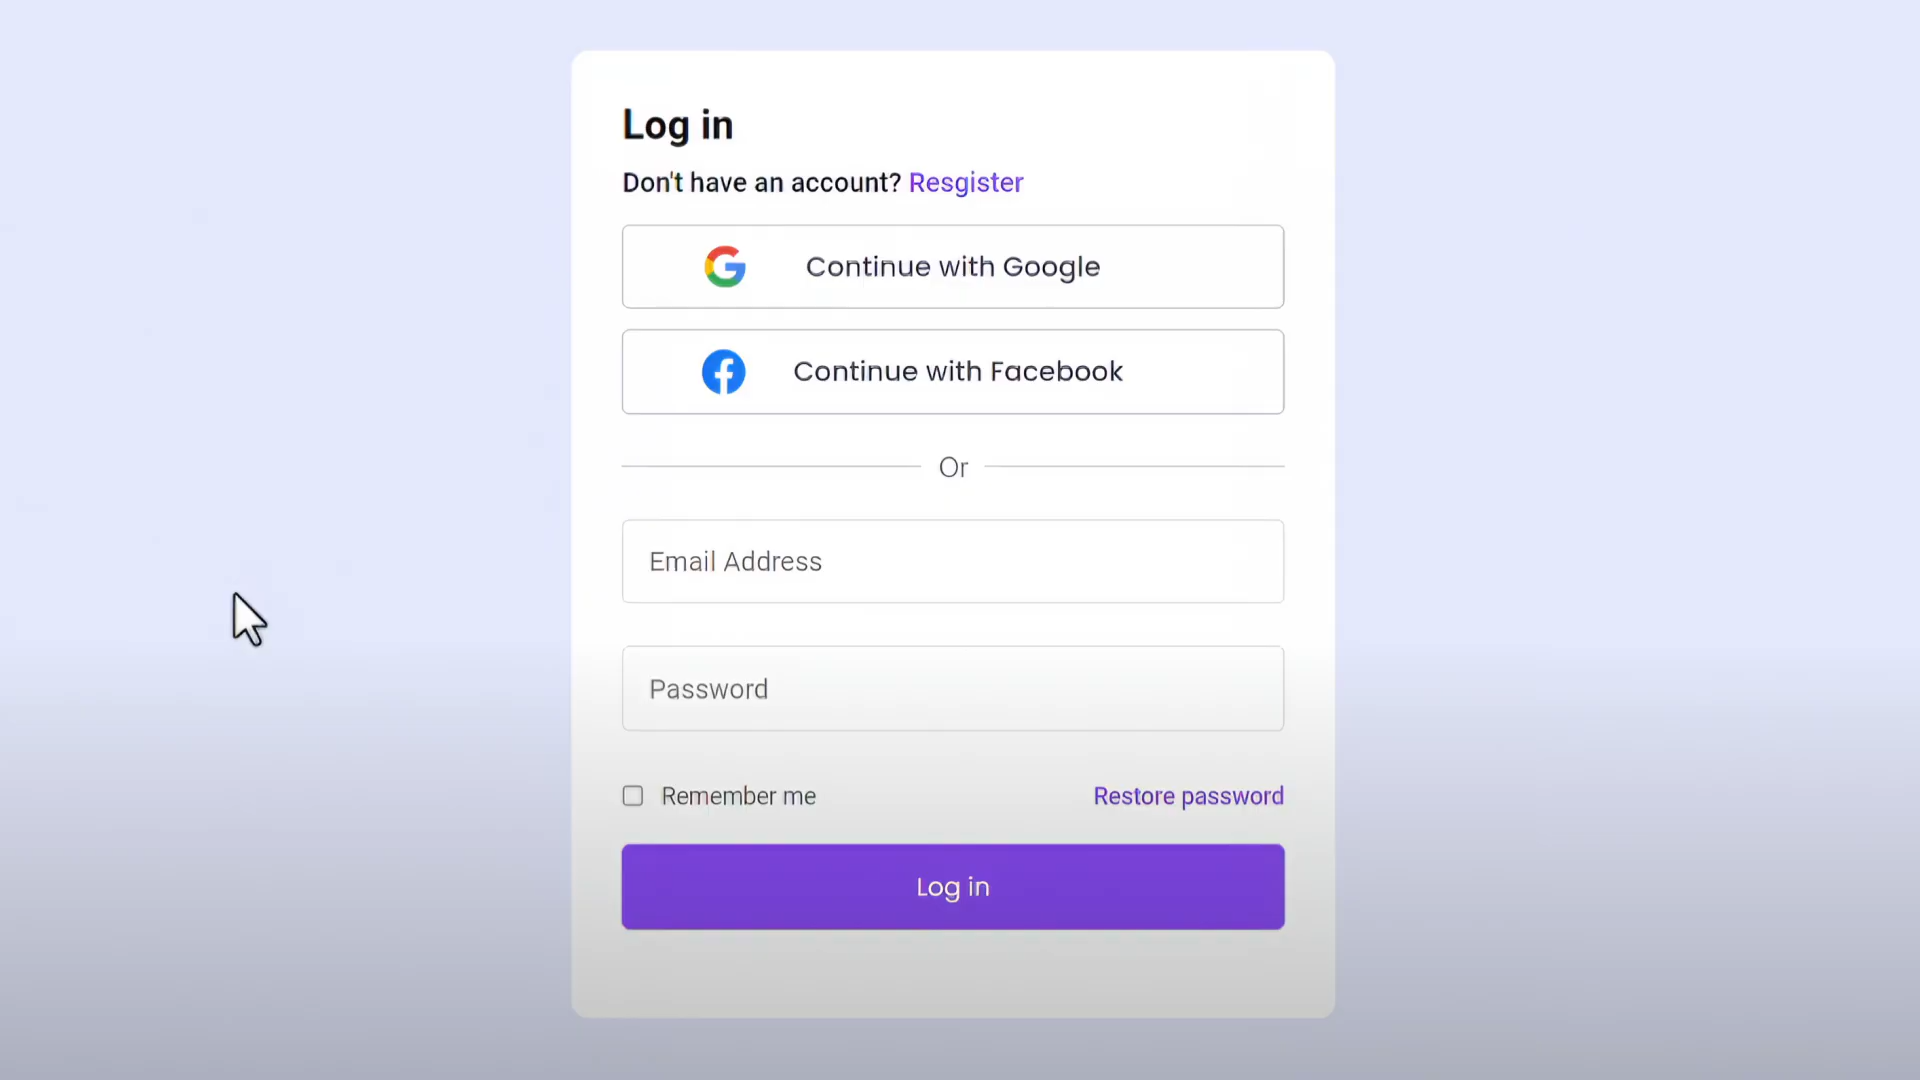 Log in
Don't have an account? Resgister
Continue with Google
Continue with Facebook
Or
Email Address
Password
Remember me
Restore password
Log in